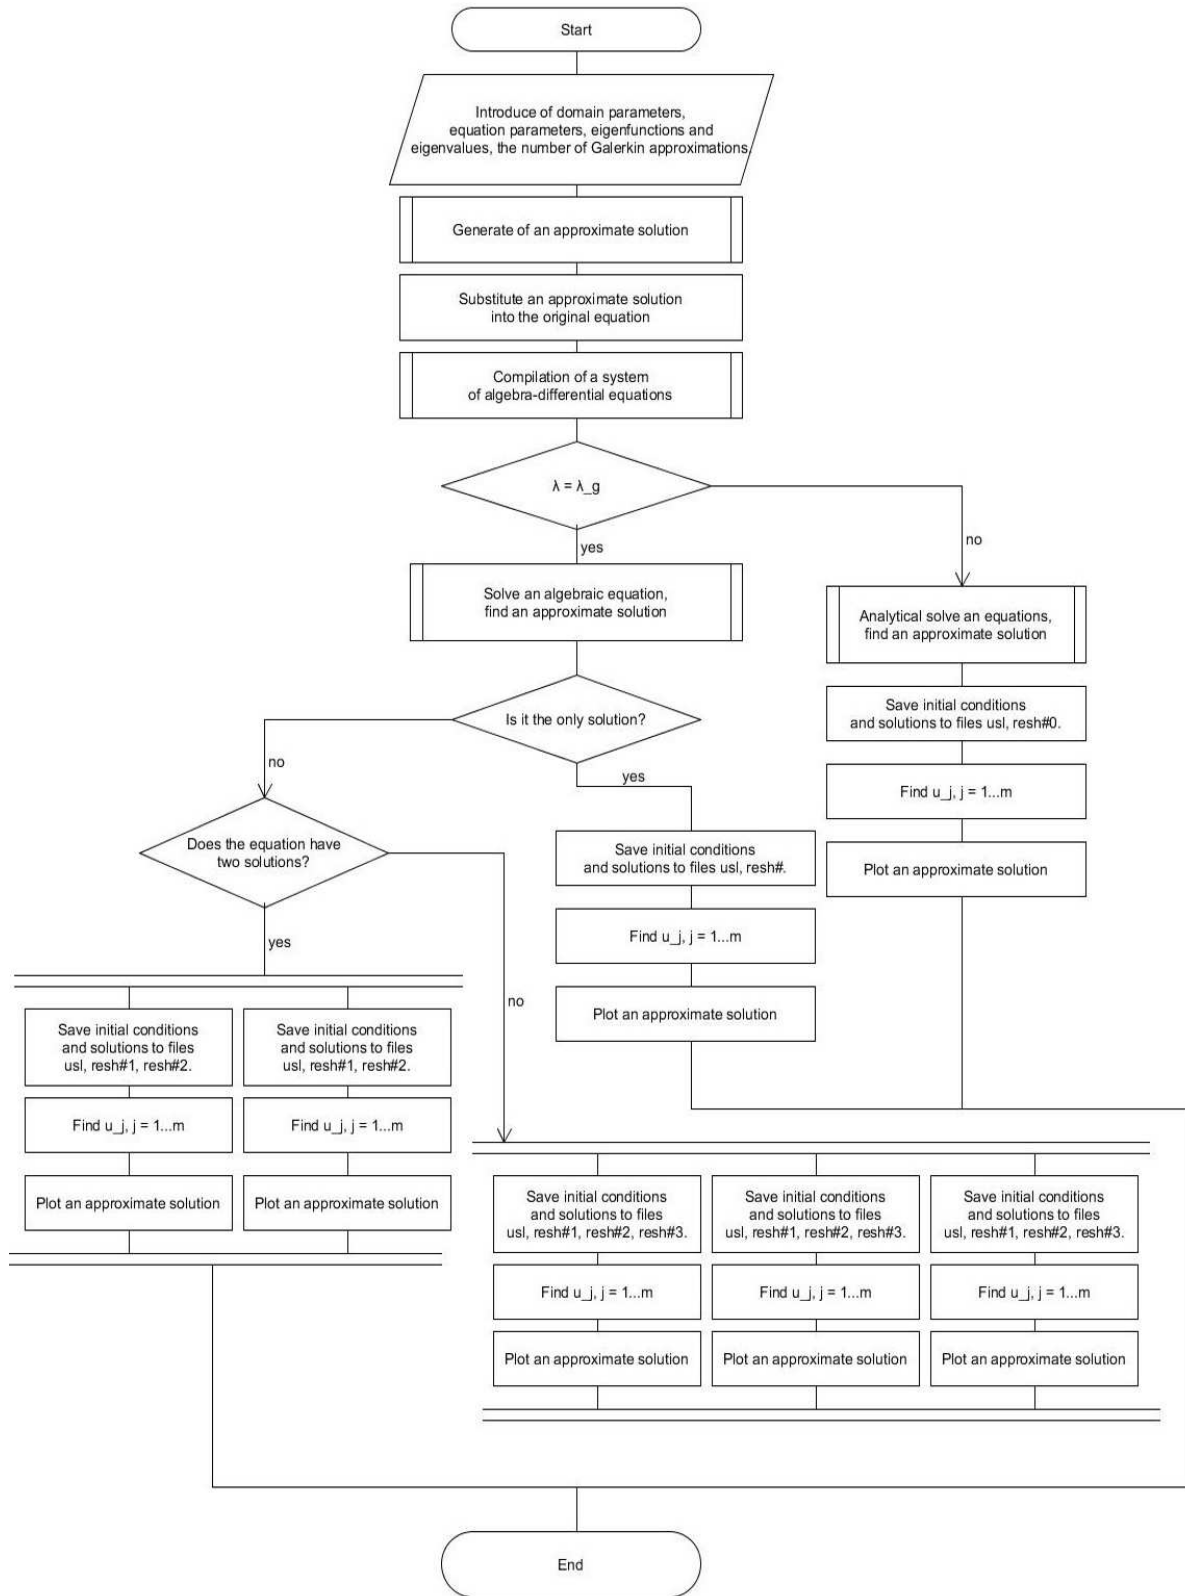 Start
Introduce of domain parameters,
equation parameters, eigenfunctions and
eigenvalues, the number of Galerkin approximations.
Generate of an approximate solution
Substitute an approximate solution
into the original equation
Compilation of a system
of algebra-differential equations
λ = λ_g
yes
no
Solve an algebraic equation,
find an approximate solution
Analytical solve an equations,
find an approximate solution
Is it the only solution?
Save initial conditions
and solutions to files usl, resh#0.
no
yes
Find u_j, j = 1...m
Does the equation have
two solutions?
Save initial conditions
and solutions to files usl, resh#.
Plot an approximate solution
yes
Find u_j, j = 1...m
no
Plot an approximate solution
Save initial conditions
and solutions to files
usl, resh#1, resh#2.
Save initial conditions
and solutions to files
usl, resh#1, resh#2.
Find u_j, j = 1...m
Find u_j, j = 1...m
Plot an approximate solution
Plot an approximate solution
Save initial conditions
and solutions to files
usl, resh#1, resh#2, resh#3.
Save initial conditions
and solutions to files
usl, resh#1, resh#2, resh#3.
Save initial conditions
and solutions to files
usl, resh#1, resh#2, resh#3.
Find u_j, j = 1...m
Find u_j, j = 1...m
Find u_j, j = 1...m
Plot an approximate solution
Plot an approximate solution
Plot an approximate solution
End